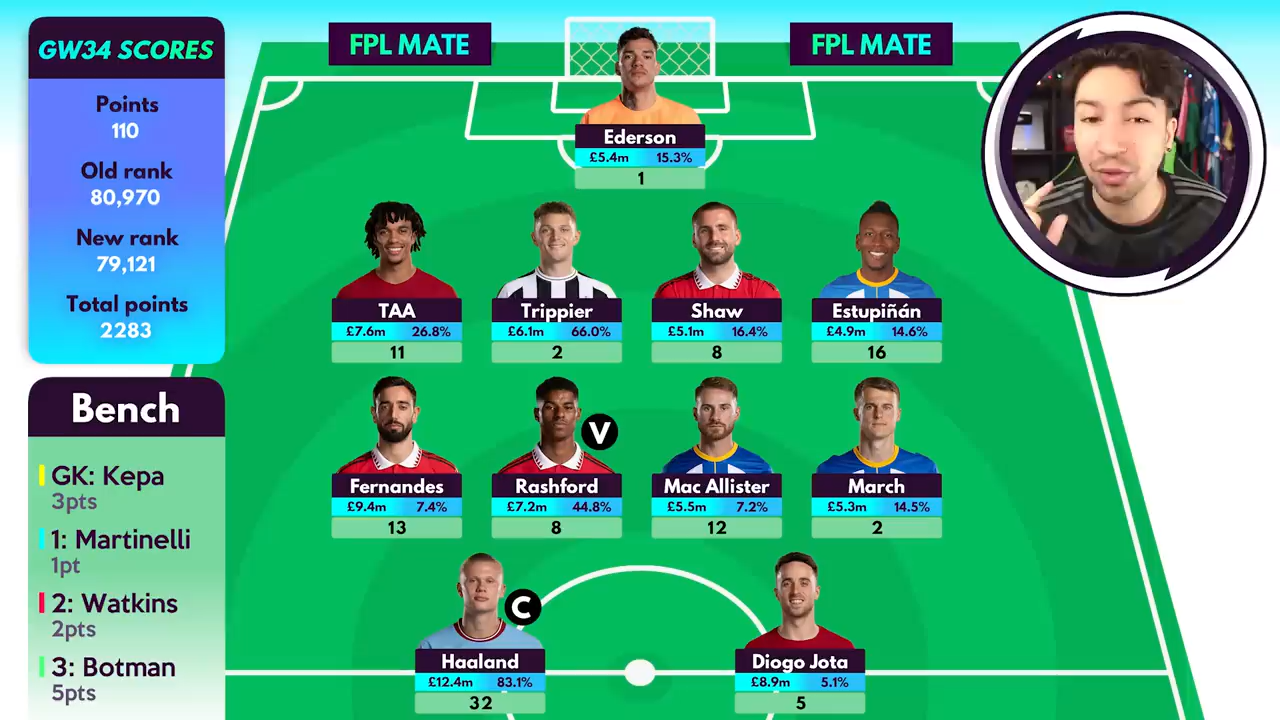 GW34 SCORES
Points
110
Old rank
80,970
New rank
79,121
Total points
2283
Bench
GK: Kepa
3pts
1: Martinelli
1pt
2: Watkins
2pts
3: Botman
5pts
FPL MATE
FPL MATE
Ederson
£5.4m 15.3%
1
TAA
£7.6m 26.8%
11
Trippier
£6.1m 66.0%
2
Shaw
£5.1m 16.4%
8
Estupiñán
£4.9m 14.6%
16
Fernandes
£9.4m 7.4%
13
V
Rashford
£7.2m 44.8%
8
Mac Allister
£5.5m 7.2%
12
March
£5.3m 14.5%
2
C
Haaland
£12.4m 83.1%
32
Diogo Jota
£8.9m 5.1%
5